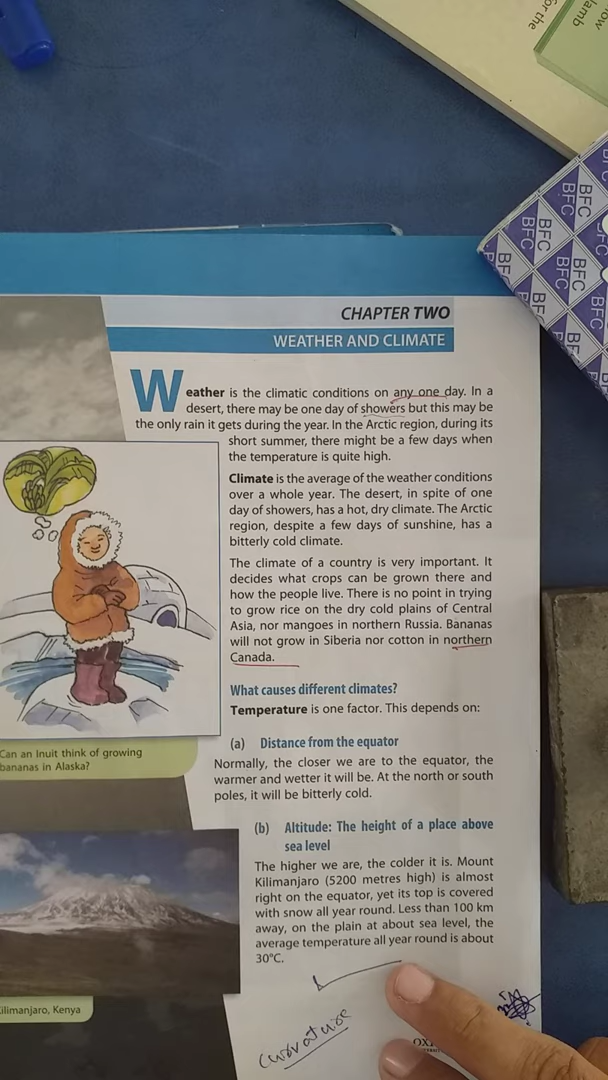 now
lamb
for the
BFC BFC BFC BFC
CHAPTER TWO
WEATHER AND CLIMATE
Weather is the climatic conditions on any one day. In a
desert, there may be one day of showers but this may be
the only rain it gets during the year. In the Arctic region, during its
short summer, there might be a few days when
the temperature is quite high.
Climate is the average of the weather conditions
over a whole year. The desert, in spite of one
day of showers, has a hot, dry climate. The Arctic
region, despite a few days of sunshine, has a
bitterly cold climate.
The climate of a country is very important. It
decides what crops can be grown there and
how the people live. There is no point in trying
to grow rice on the dry cold plains of Central
Asia, nor mangoes in northern Russia. Bananas
will not grow in Siberia nor cotton in northern
Canada.
What causes different climates?
Temperature is one factor. This depends on:
(a) Distance from the equator
Normally, the closer we are to the equator, the
warmer and wetter it will be. At the north or south
poles, it will be bitterly cold.
(b) Altitude: The height of a place above
sea level
The higher we are, the colder it is. Mount
Kilimanjaro (5200 metres high) is almost
right on the equator, yet its top is covered
with snow all year round. Less than 100 km
away, on the plain at about sea level, the
average temperature all year round is about
30°C.
Can an Inuit think of growing
bananas in Alaska?
Kilimanjaro, Kenya
curvature